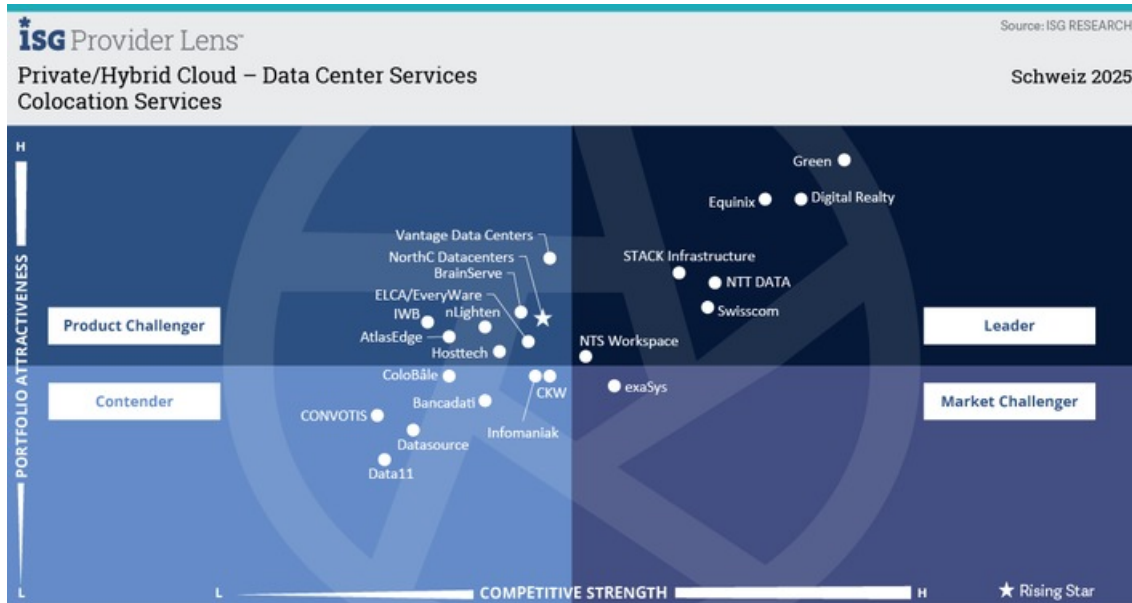 ISG Provider Lens™
Source: ISG RESEARCH
Private/Hybrid Cloud – Data Center Services
Colocation Services
Schweiz 2025
H
PORTFOLIO ATTRACTIVENESS
L
Product Challenger
Leader
Contender
Market Challenger
Green
Equinix
Digital Realty
Vantage Data Centers
NorthC Datacenters
BrainServe
STACK Infrastructure
NTT DATA
ELCA/EveryWare
IWB
nLighten
Swisscom
AtlasEdge
Hosttech
NTS Workspace
ColoBâle
CKW
exaSys
Bancadati
CONVOTIS
Infomaniak
Datasource
Data11
L
COMPETITIVE STRENGTH
H
★ Rising Star